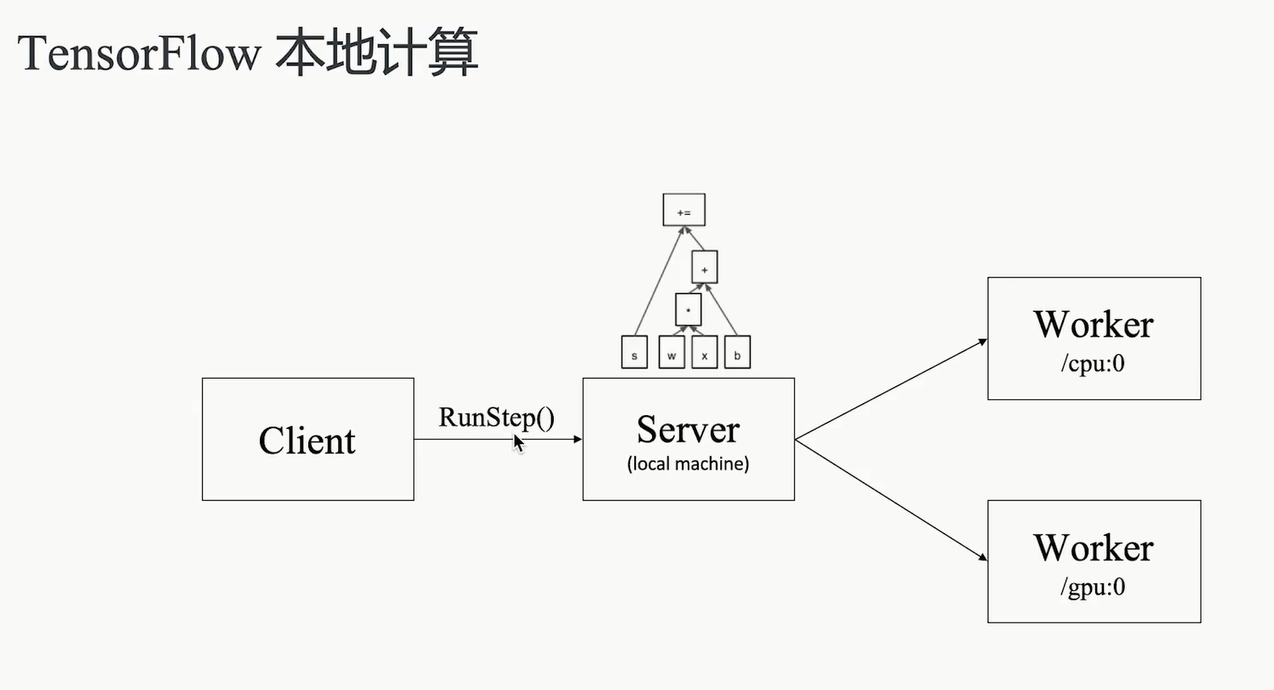 TensorFlow 本地计算
+=
+
*
s w x b
Client
RunStep()
Server
(local machine)
Worker
/cpu:0
Worker
/gpu:0